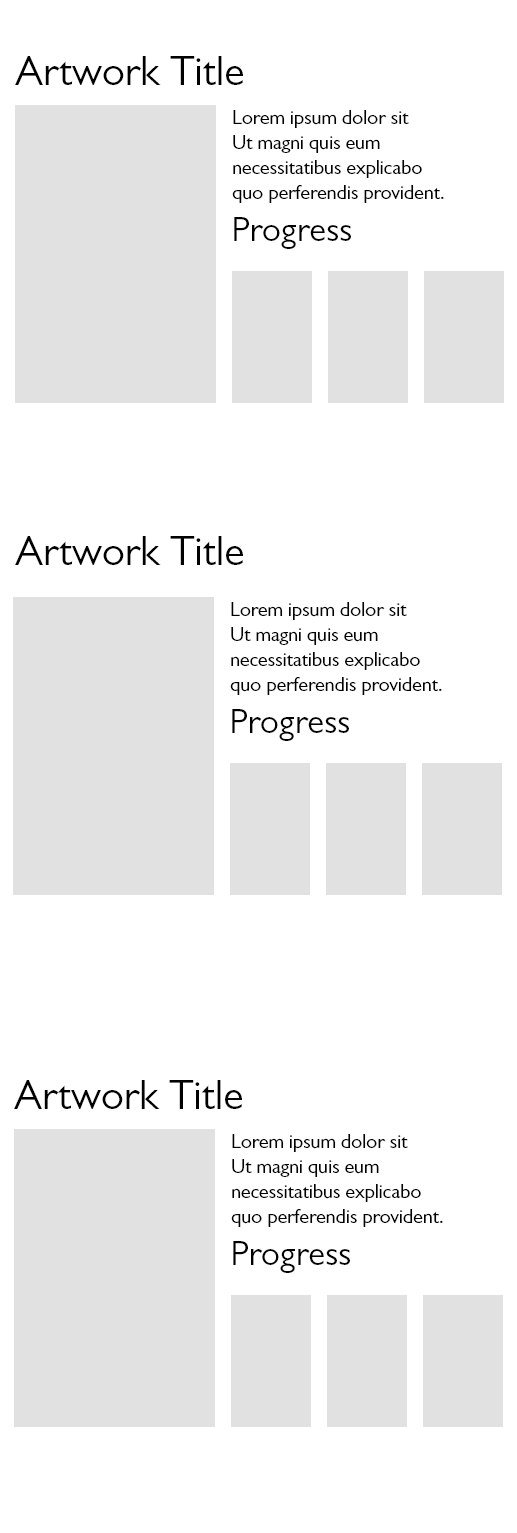 Artwork Title
Lorem ipsum dolor sit
Ut magni quis eum
necessitatibus explicabo
quo perferendis provident.
Progress
Artwork Title
Lorem ipsum dolor sit
Ut magni quis eum
necessitatibus explicabo
quo perferendis provident.
Progress
Artwork Title
Lorem ipsum dolor sit
Ut magni quis eum
necessitatibus explicabo
quo perferendis provident.
Progress